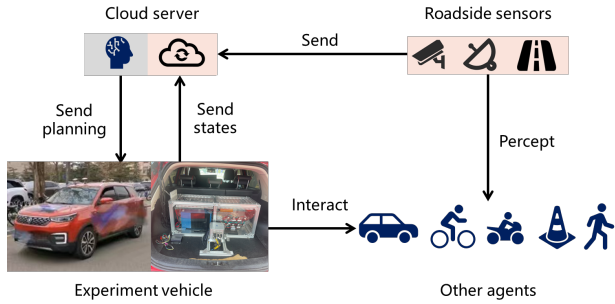 Cloud server
Roadside sensors
Send
Send
planning
Send
states
Percept
Interact
Experiment vehicle
Other agents